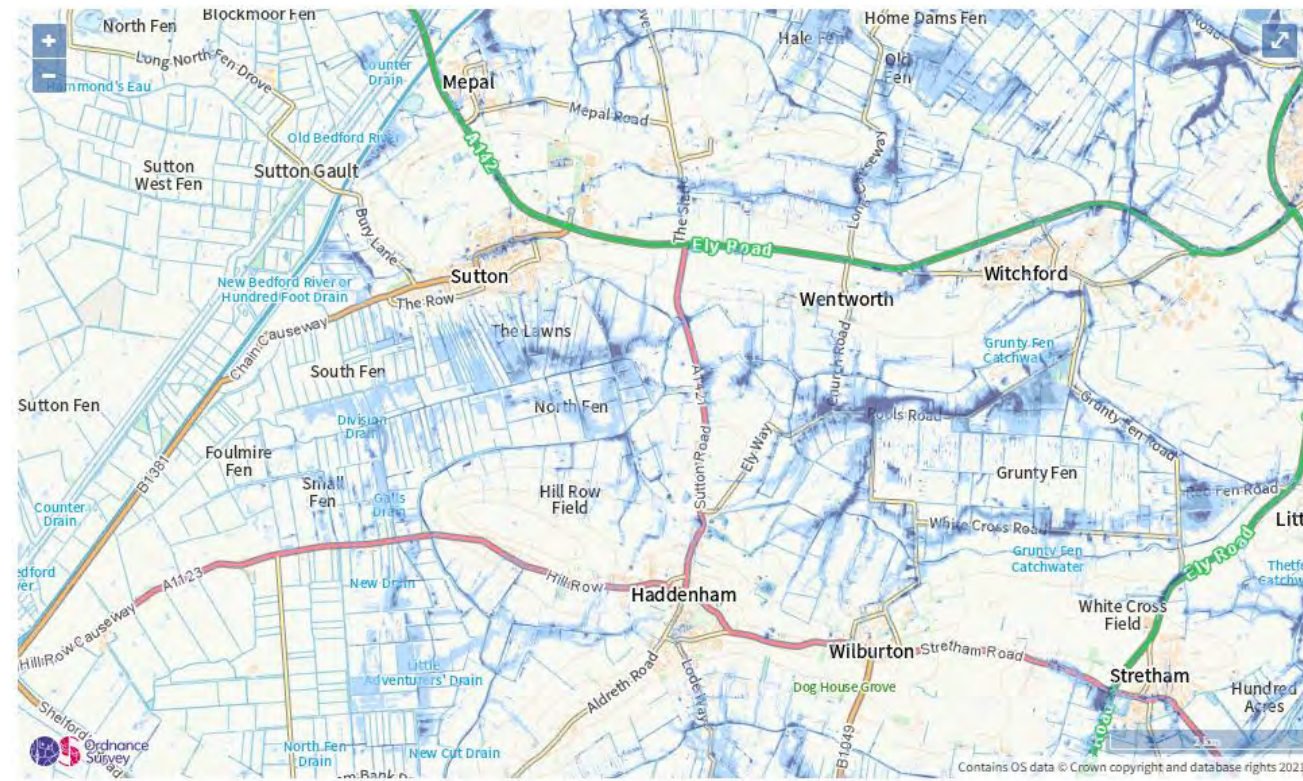 North Fen
Blockmoor Fen
Home Dams Fen
Road
+
−
Long North Fen Drove
Hale Fen
Old
Fen
Counter
Drain
Hammond's Eau
Mepal
Mepal Road
Old Bedford River
A142
Sutton
West Fen
Sutton Gault
Long Causeway
Bury Lane
Ely Road
New Bedford River or
Hundred Foot Drain
Sutton
The Row
Wentworth
Witchford
Chain Causeway
The Lawns
Church Road
Grunty Fen
Catchwater
South Fen
A1421
Sutton Fen
North Fen
Division
Drain
Pools Road
Grunty Fen Road
Foulmire
Fen
Sutton Road
Ely Way
B1381
Small
Fen
Hill Row
Field
Galls
Drain
Grunty Fen
Red Fen Road
Counter
Drain
White Cross Road
Litt
Grunty Fen
Catchwater
Ely Road
A1123
New Drain
Hill Row
Haddenham
White Cross
Field
Hill Row Causeway
Wilburton
Stretham Road
Little
Adventurers' Drain
Aldreth Road
Lode Way
Dog House Grove
Stretham
Hundred
Acres
B1049
Road
Ordnance
Survey
North Fen
Drain
New Cut Drain
Contains OS data © Crown copyright and database rights 2021